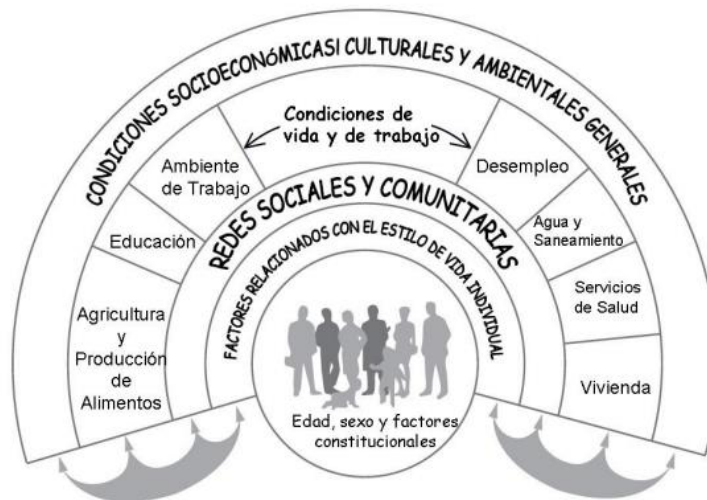 CONDICIONES SOCIOECONóMICASI CULTURALES Y AMBIENTALES GENERALES
Condiciones de
vida y de trabajo
Ambiente
de Trabajo
Desempleo
REDES SOCIALES Y COMUNITARIAS
Educación
Agua y
Saneamiento
FACTORES RELACIONADOS CON EL ESTILO DE VIDA INDIVIDUAL
Servicios
de Salud
Agricultura
y
Producción
de
Alimentos
Vivienda
Edad, sexo y factores
constitucionales